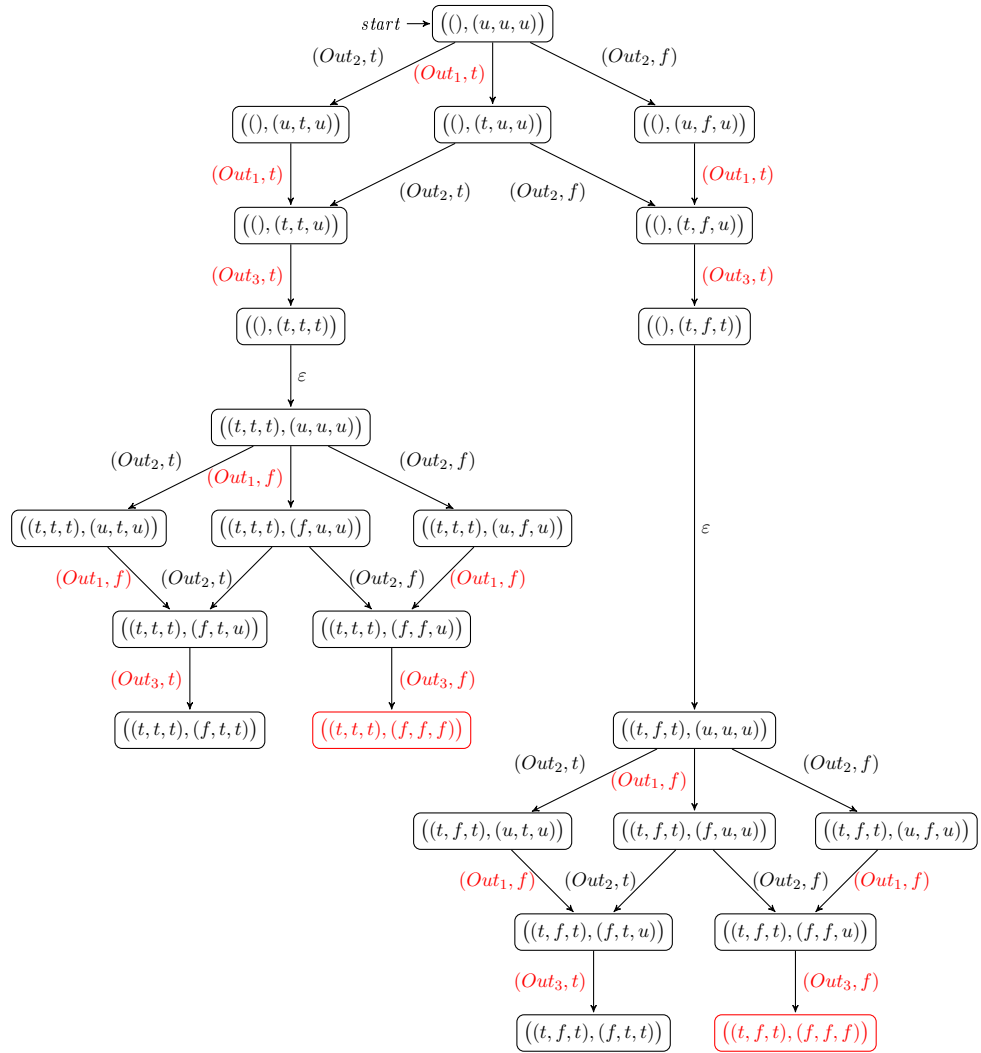 start ((), (u, u, u))
(Out₂, t) (Out₁, t) (Out₂, f)
((), (u, t, u)) ((), (t, u, u)) ((), (u, f, u))
(Out₁, t) (Out₂, t) (Out₂, f) (Out₁, t)
((), (t, t, u)) ((), (t, f, u))
(Out₃, t) (Out₃, t)
((), (t, t, t)) ((), (t, f, t))
ε
((t, t, t), (u, u, u))
(Out₂, t) (Out₁, f) (Out₂, f)
((t, t, t), (u, t, u)) ((t, t, t), (f, u, u)) ((t, t, t), (u, f, u)) ε
(Out₁, f) (Out₂, t) (Out₂, f) (Out₁, f)
((t, t, t), (f, t, u)) ((t, t, t), (f, f, u))
(Out₃, t) (Out₃, f)
((t, t, t), (f, t, t)) ((t, t, t), (f, f, f)) ((t, f, t), (u, u, u))
(Out₂, t) (Out₁, f) (Out₂, f)
((t, f, t), (u, t, u)) ((t, f, t), (f, u, u)) ((t, f, t), (u, f, u))
(Out₁, f) (Out₂, t) (Out₂, f) (Out₁, f)
((t, f, t), (f, t, u)) ((t, f, t), (f, f, u))
(Out₃, t) (Out₃, f)
((t, f, t), (f, t, t)) ((t, f, t), (f, f, f))